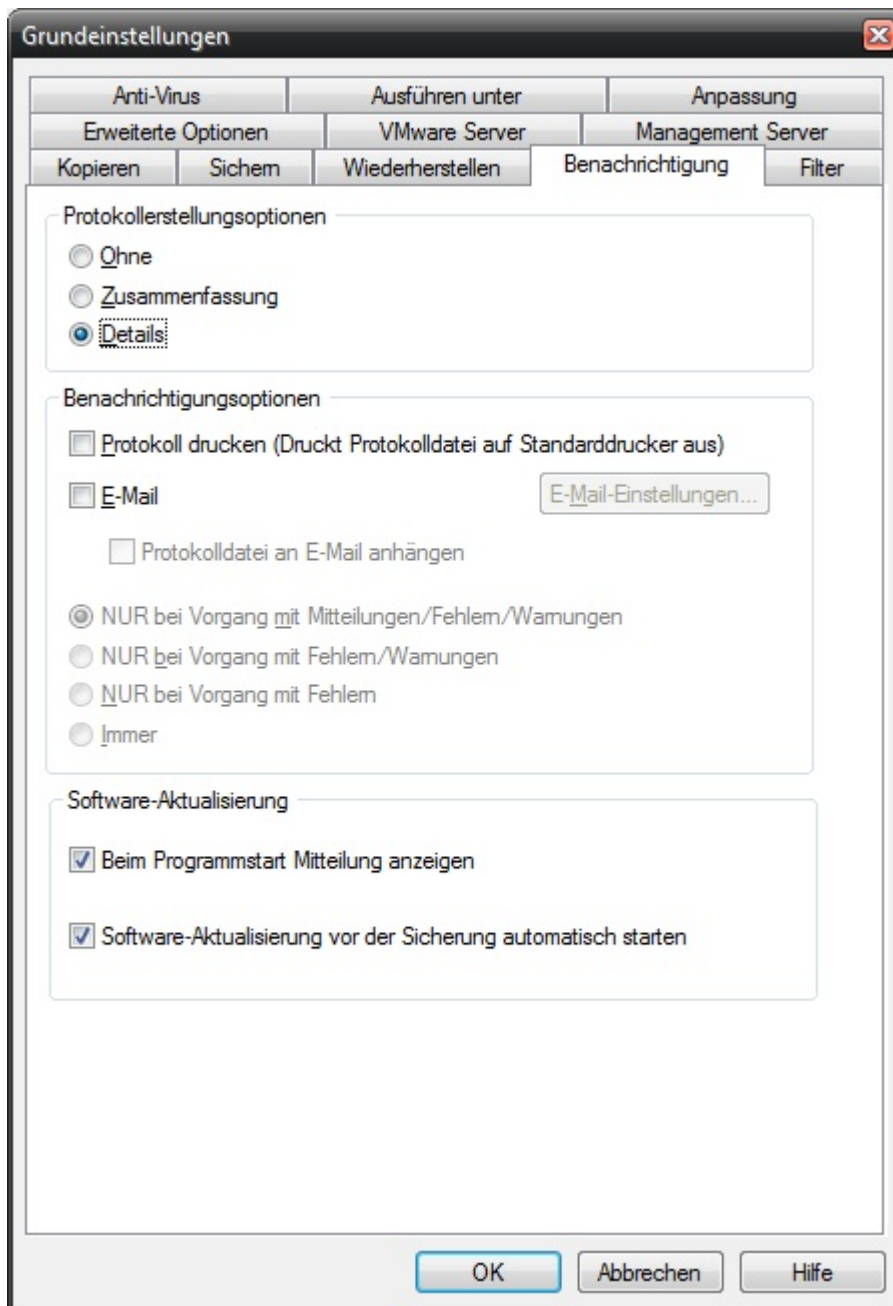 Grundeinstellungen
Anti-Virus Ausführen unter Anpassung
Erweiterte Optionen VMware Server Management Server
Kopieren Sichern Wiederherstellen Benachrichtigung Filter
Protokollerstellungsoptionen
Ohne
Zusammenfassung
Details
Benachrichtigungsoptionen
Protokoll drucken (Druckt Protokolldatei auf Standarddrucker aus)
E-Mail E-Mail-Einstellungen...
Protokolldatei an E-Mail anhängen
NUR bei Vorgang mit Mitteilungen/Fehlern/Warnungen
NUR bei Vorgang mit Fehlern/Warnungen
NUR bei Vorgang mit Fehlern
Immer
Software-Aktualisierung
Beim Programmstart Mitteilung anzeigen
Software-Aktualisierung vor der Sicherung automatisch starten
OK Abbrechen Hilfe